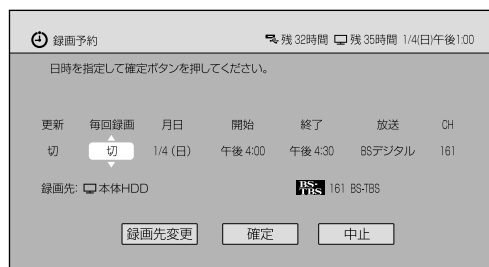 録画予約 残 32時間 残 35時間 1/4(日)午後1:00
日時を指定して確定ボタンを押してください。
更新 毎回録画 月日 開始 終了 放送 CH
切 切 1/4 (日) 午後 4:00 午後 4:30 BSデジタル 161
録画先: 本体HDD BS-TBS 161 BS-TBS
録画先変更 確定 中止